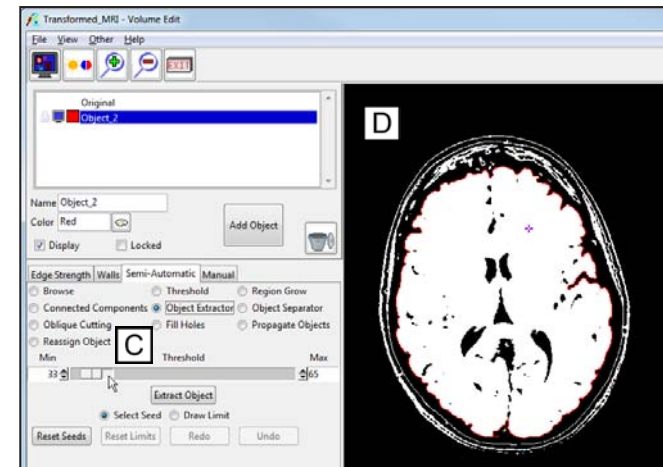 Transformed_MRI - Volume Edit
File View Other Help
EXIT
Original
Object_2
Name Object_2
Color Red
Add Object
Display Locked
Edge Strength Walls Semi-Automatic Manual
Browse Threshold Region Grow
Connected Components Object Extractor Object Separator
Oblique Cutting Fill Holes Propagate Objects
Reassign Object
C
Min Threshold Max
33 65
Extract Object
Select Seed Draw Limit
Reset Seeds Reset Limits Redo Undo
D